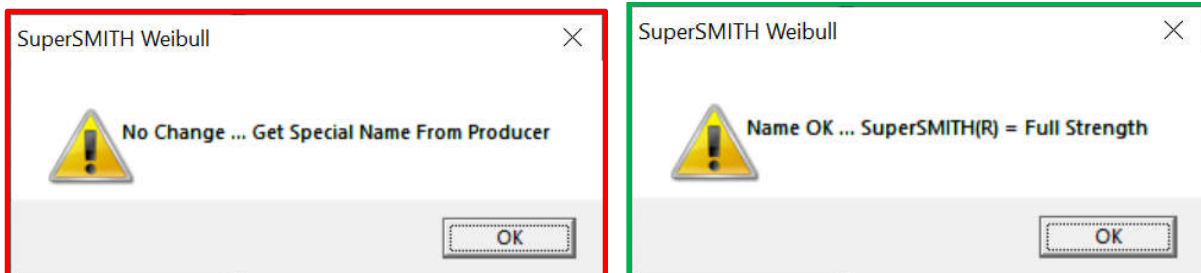 SuperSMITH Weibull
No Change ... Get Special Name From Producer
OK
SuperSMITH Weibull
Name OK ... SuperSMITH(R) = Full Strength
OK